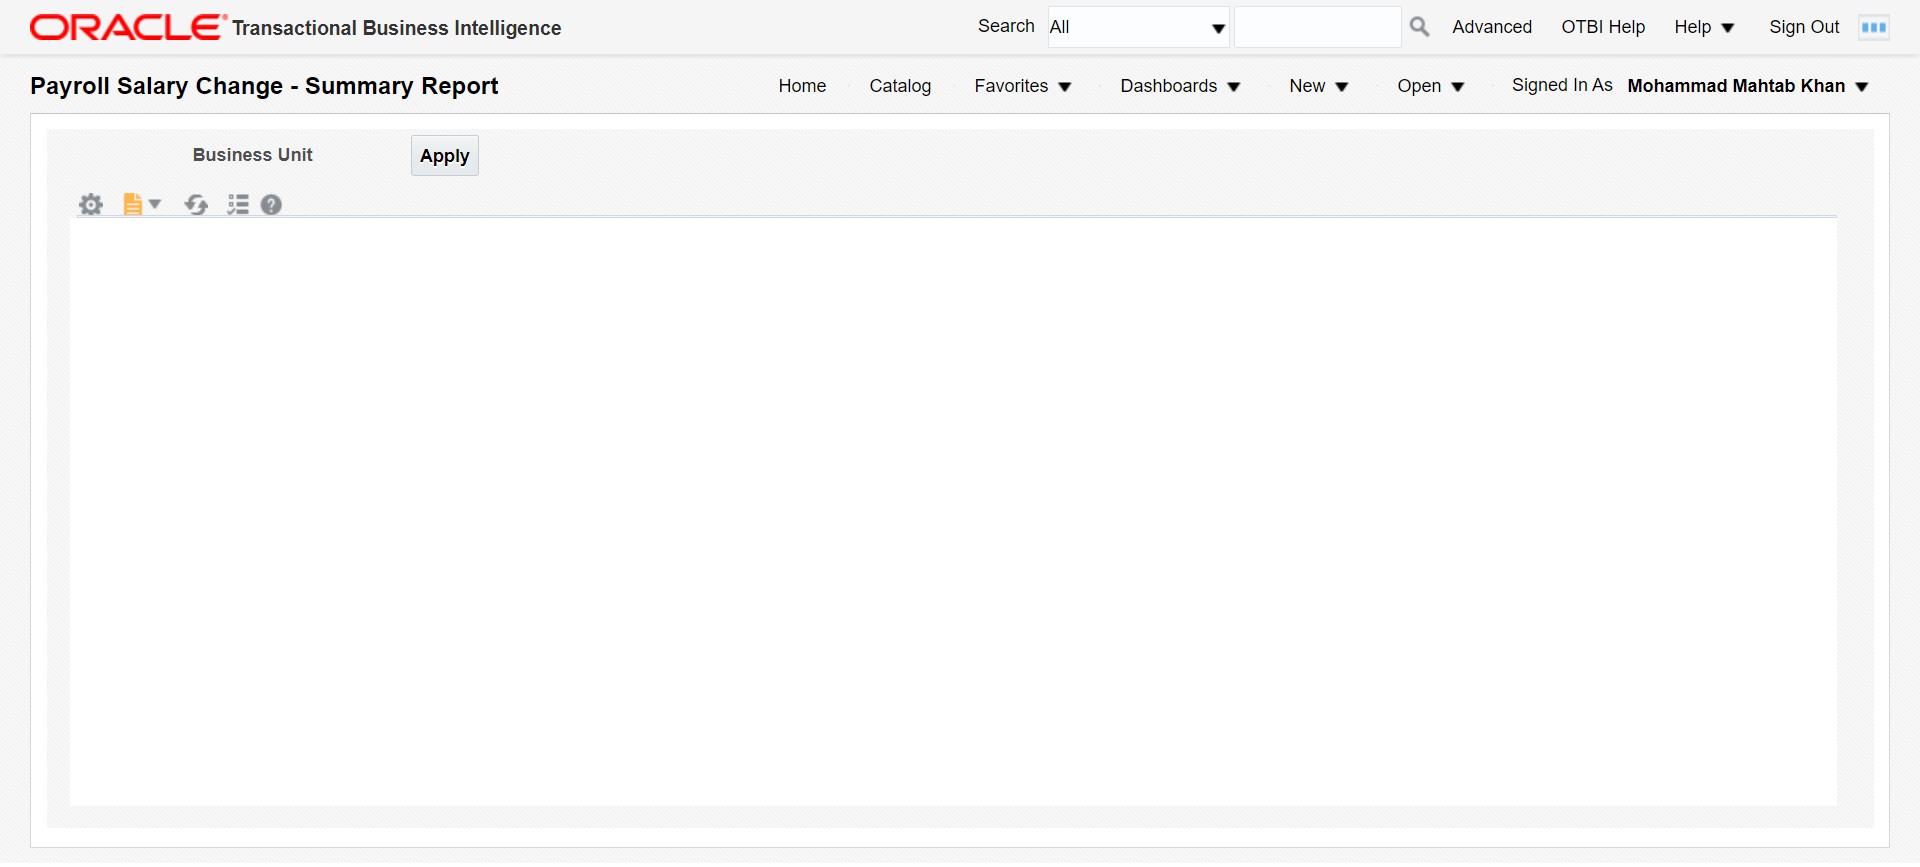 ORACLE Transactional Business Intelligence Search All Advanced OTBI Help Help Sign Out
Payroll Salary Change - Summary Report Home Catalog Favorites Dashboards New Open Signed In As Mohammad Mahtab Khan
Business Unit Apply